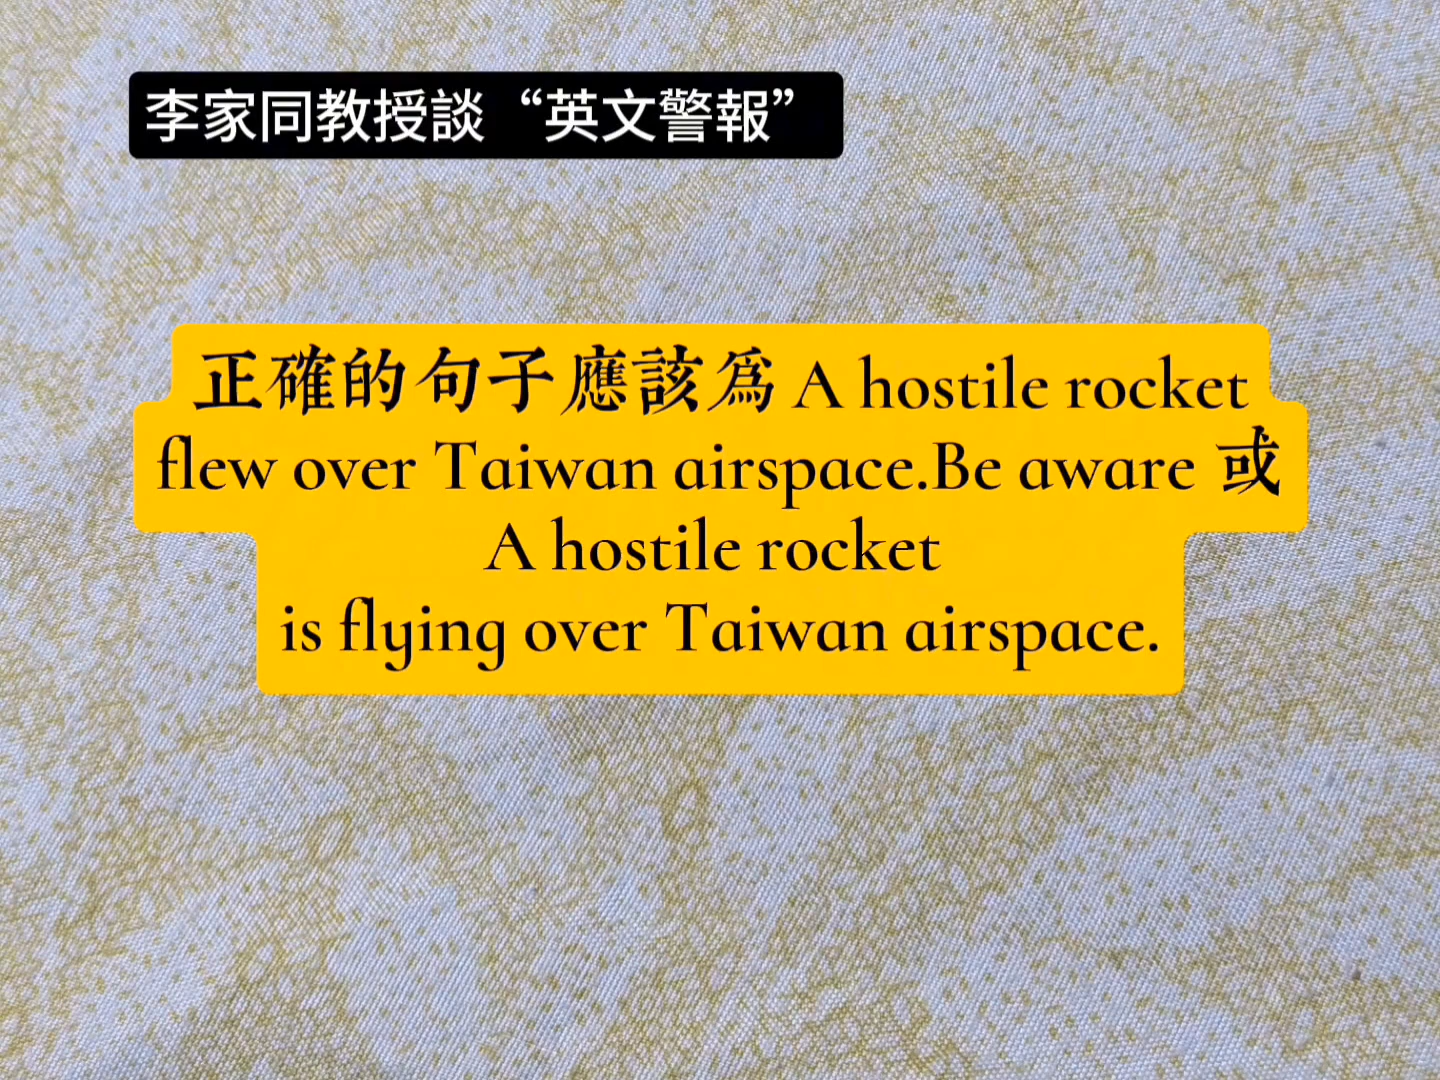 李家同教授談“英文警報”
正確的句子應該為 A hostile rocket
flew over Taiwan airspace.Be aware 或
A hostile rocket
is flying over Taiwan airspace.